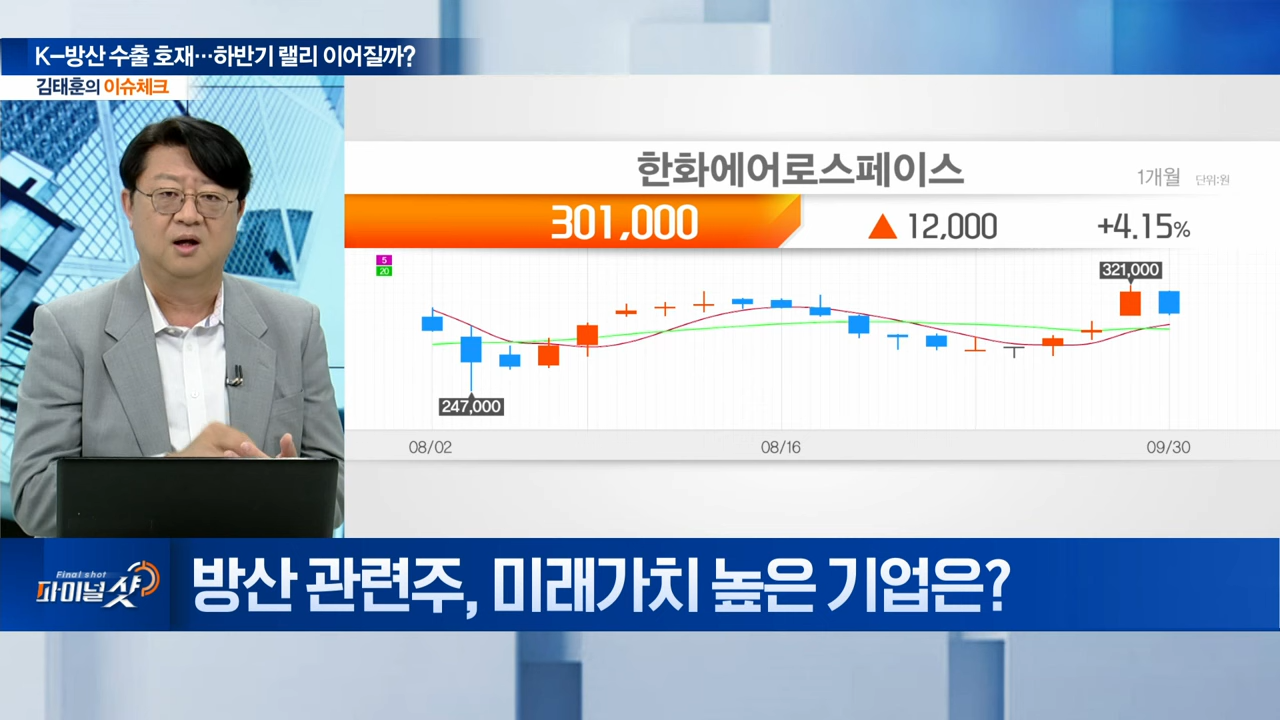 K-방산 수출 호재…하반기 랠리 이어질까?
김태훈의 이슈체크
한화에어로스페이스
1개월 단위:원
301,000 ▲ 12,000 +4.15%
5
20
321,000
247,000
08/02 08/16 09/30
Final shot
파이널샷
방산 관련주, 미래가치 높은 기업은?